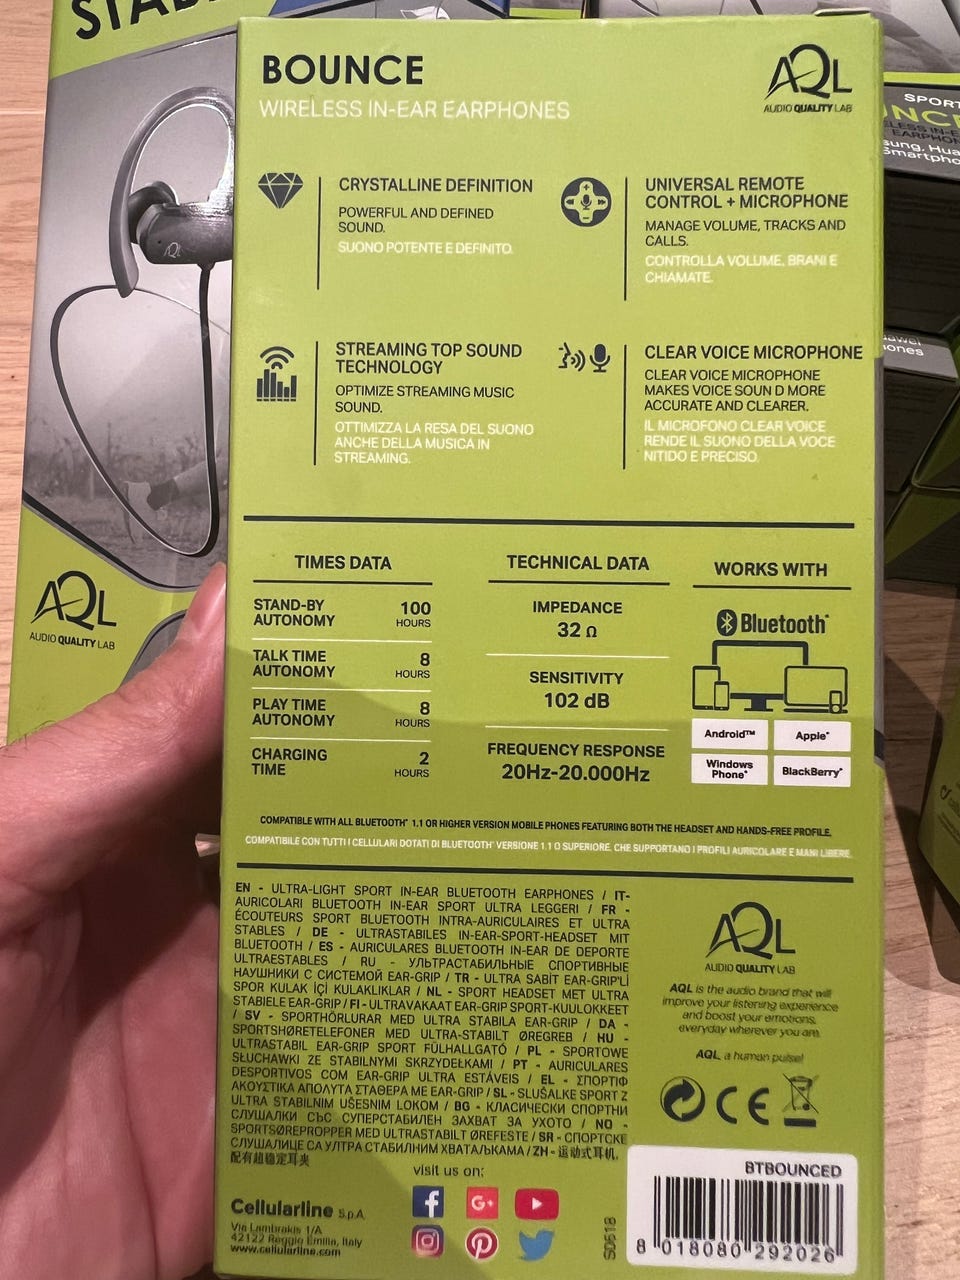 BOUNCE
WIRELESS IN-EAR EARPHONES
AQL
AUDIO QUALITY LAB
CRYSTALLINE DEFINITION
POWERFUL AND DEFINED
SOUND.
SUONO POTENTE E DEFINITO.
UNIVERSAL REMOTE
CONTROL + MICROPHONE
MANAGE VOLUME, TRACKS AND
CALLS.
CONTROLLA VOLUME, BRANI E
CHIAMATE.
STREAMING TOP SOUND
TECHNOLOGY
OPTIMIZE STREAMING MUSIC
SOUND.
OTTIMIZZA LA RESA DEL SUONO
ANCHE DELLA MUSICA IN
STREAMING.
CLEAR VOICE MICROPHONE
CLEAR VOICE MICROPHONE
MAKES VOICE SOUN D MORE
ACCURATE AND CLEARER.
IL MICROFONO CLEAR VOICE
RENDE IL SUONO DELLA VOCE
NITIDO E PRECISO.
TIMES DATA
STAND-BY
AUTONOMY
100
HOURS
TALK TIME
AUTONOMY
8
HOURS
PLAY TIME
AUTONOMY
8
HOURS
CHARGING
TIME
2
HOURS
TECHNICAL DATA
IMPEDANCE
32 Ω
SENSITIVITY
102 dB
FREQUENCY RESPONSE
20Hz-20.000Hz
WORKS WITH
Bluetooth®
Android™
Apple®
Windows
Phone®
BlackBerry®
COMPATIBLE WITH ALL BLUETOOTH® 1.1 OR HIGHER VERSION MOBILE PHONES FEATURING BOTH THE HEADSET AND HANDS-FREE PROFILE.
COMPATIBILE CON TUTTI I CELLULARI DOTATI DI BLUETOOTH® VERSIONE 1.1 O SUPERIORE, CHE SUPPORTANO I PROFILI AURICOLARE E MANI LIBERE.
EN - ULTRA-LIGHT SPORT IN-EAR BLUETOOTH EARPHONES / IT-
AURICOLARI BLUETOOTH IN-EAR SPORT ULTRA LEGGERI / FR -
ÉCOUTEURS SPORT BLUETOOTH INTRA-AURICULAIRES ET ULTRA
STABLES / DE - ULTRASTABILES IN-EAR-SPORT-HEADSET MIT
BLUETOOTH / ES - AURICULARES BLUETOOTH IN-EAR DE DEPORTE
ULTRAESTABLES / RU - УЛЬТРАСТАБИЛЬНЫЕ СПОРТИВНЫЕ
НАУШНИКИ С СИСТЕМОЙ EAR-GRIP / TR - ULTRA SABİT EAR-GRIP'Lİ
SPOR KULAK İÇİ KULAKLIKLAR / NL - SPORT HEADSET MET ULTRA
STABIELE EAR-GRIP / FI - ULTRAVAKAAT EAR-GRIP SPORT-KUULOKKEET
/ SV - SPORTHÖRLURAR MED ULTRA STABILA EAR-GRIP / DA -
SPORTSHØRETELEFONER MED ULTRA-STABILT ØREGREB / HU -
ULTRASTABIL EAR-GRIP SPORT FÜLHALLGATÓ / PL - SPORTOWE
SŁUCHAWKI ZE STABILNYMI SKRZYDEŁKAMI / PT - AURICULARES
DESPORTIVOS COM EAR-GRIP ULTRA ESTÁVEIS / EL - ΣΠΟΡΤΙΦ
ΑΚΟΥΣΤΙΚΑ ΑΠΟΛΥΤΑ ΣΤΑΘΕΡΑ ΜΕ EAR-GRIP / SL - SLUŠALKE SPORT Z
ULTRA STABILNIM UŠESNIM LOKOM / BG - КЛАСИЧЕСКИ СПОРТНИ
СЛУШАЛКИ СЪС СУПЕРСТАБИЛЕН ЗАХВАТ ЗА УХОТО / NO -
SPORTSØREPROPPER MED ULTRASTABILT ØREFESTE / SR - СПОРТСКЕ
СЛУШАЛИЦЕ СА УЛТРА СТАБИЛНИМ ХВАТАЉКАМА / ZH - 运动式耳机,
配有超稳定耳夹
AQL
AUDIO QUALITY LAB
AQL is the audio brand that will
improve your listening experience
and boost your emotions,
everyday wherever you are.
AQL, a human pulse!
CE
visit us on:
G+
Cellularline S.p.A.
Via Lambrakis 1/A
42122 Reggio Emilia, Italy
www.cellularline.com
S0618
BTBOUNCED
8 018080 292026
AQL
AQL
AUDIO QUALITY LAB
SPORT